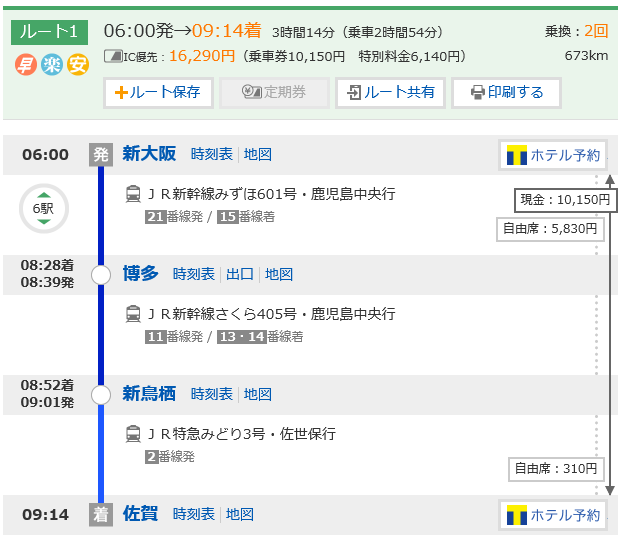 ルート1 06:00発→09:14着 3時間14分（乗車2時間54分） 乗換：2回
早 楽 安 IC優先：16,290円（乗車券10,150円 特別料金6,140円） 673km
ルート保存 定期券 ルート共有 印刷する
06:00 発 新大阪 時刻表 地図 ホテル予約
6駅 ＪＲ新幹線みずほ601号・鹿児島中央行 現金：10,150円
21番線発 / 15番線着 自由席：5,830円
08:28着
08:39発 博多 時刻表 出口 地図
ＪＲ新幹線さくら405号・鹿児島中央行
11番線発 / 13・14番線着
08:52着
09:01発 新鳥栖 時刻表 地図
ＪＲ特急みどり3号・佐世保行
2番線発
自由席：310円
09:14 着 佐賀 時刻表 地図 ホテル予約